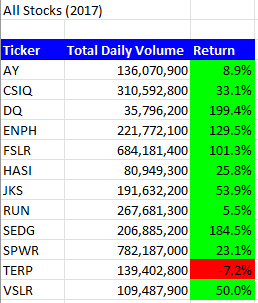 All Stocks (2017)
Ticker Total Daily Volume Return
AY 136,070,900 8.9%
CSIQ 310,592,800 33.1%
DQ 35,796,200 199.4%
ENPH 221,772,100 129.5%
FSLR 684,181,400 101.3%
HASI 80,949,300 25.8%
JKS 191,632,200 53.9%
RUN 267,681,300 5.5%
SEDG 206,885,200 184.5%
SPWR 782,187,000 23.1%
TERP 139,402,800 -7.2%
VSLR 109,487,900 50.0%